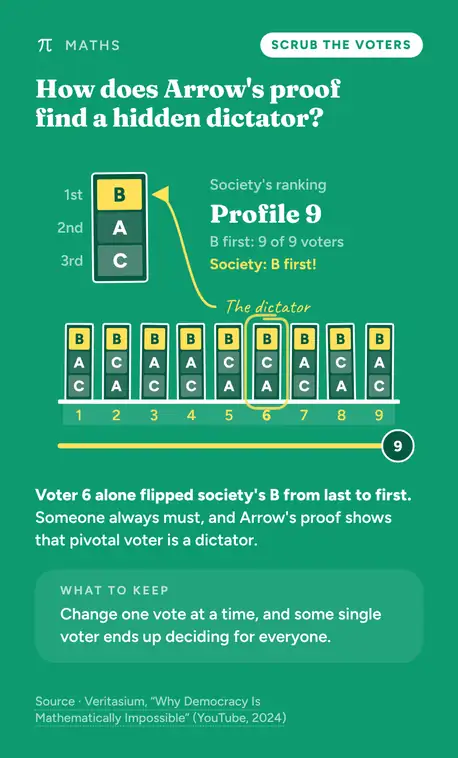 π MATHS
SCRUB THE VOTERS
How does Arrow's proof
find a hidden dictator?
1st B
2nd A
3rd C
Society's ranking
Profile 9
B first: 9 of 9 voters
Society: B first!
The dictator
B B B B B B B B B
A C A A C C A C A
C A C C A A C A C
1 2 3 4 5 6 7 8 9
9
Voter 6 alone flipped society's B from last to first.
Someone always must, and Arrow's proof shows
that pivotal voter is a dictator.
WHAT TO KEEP
Change one vote at a time, and some single
voter ends up deciding for everyone.
Source · Veritasium, “Why Democracy Is
Mathematically Impossible” (YouTube, 2024)